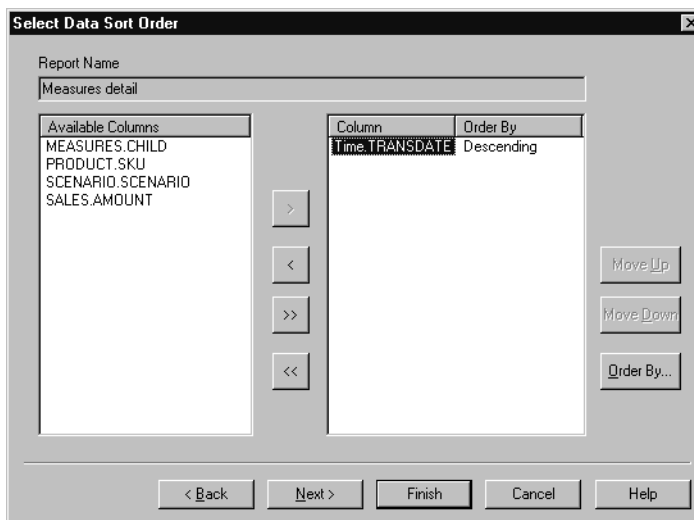 Select Data Sort Order
Report Name
Measures detail
Available Columns
MEASURES.CHILD
PRODUCT.SKU
SCENARIO.SCENARIO
SALES.AMOUNT
>
<
>>
<<
Column Order By
Time.TRANSDATE Descending
Move Up
Move Down
Order By...
< Back Next > Finish Cancel Help